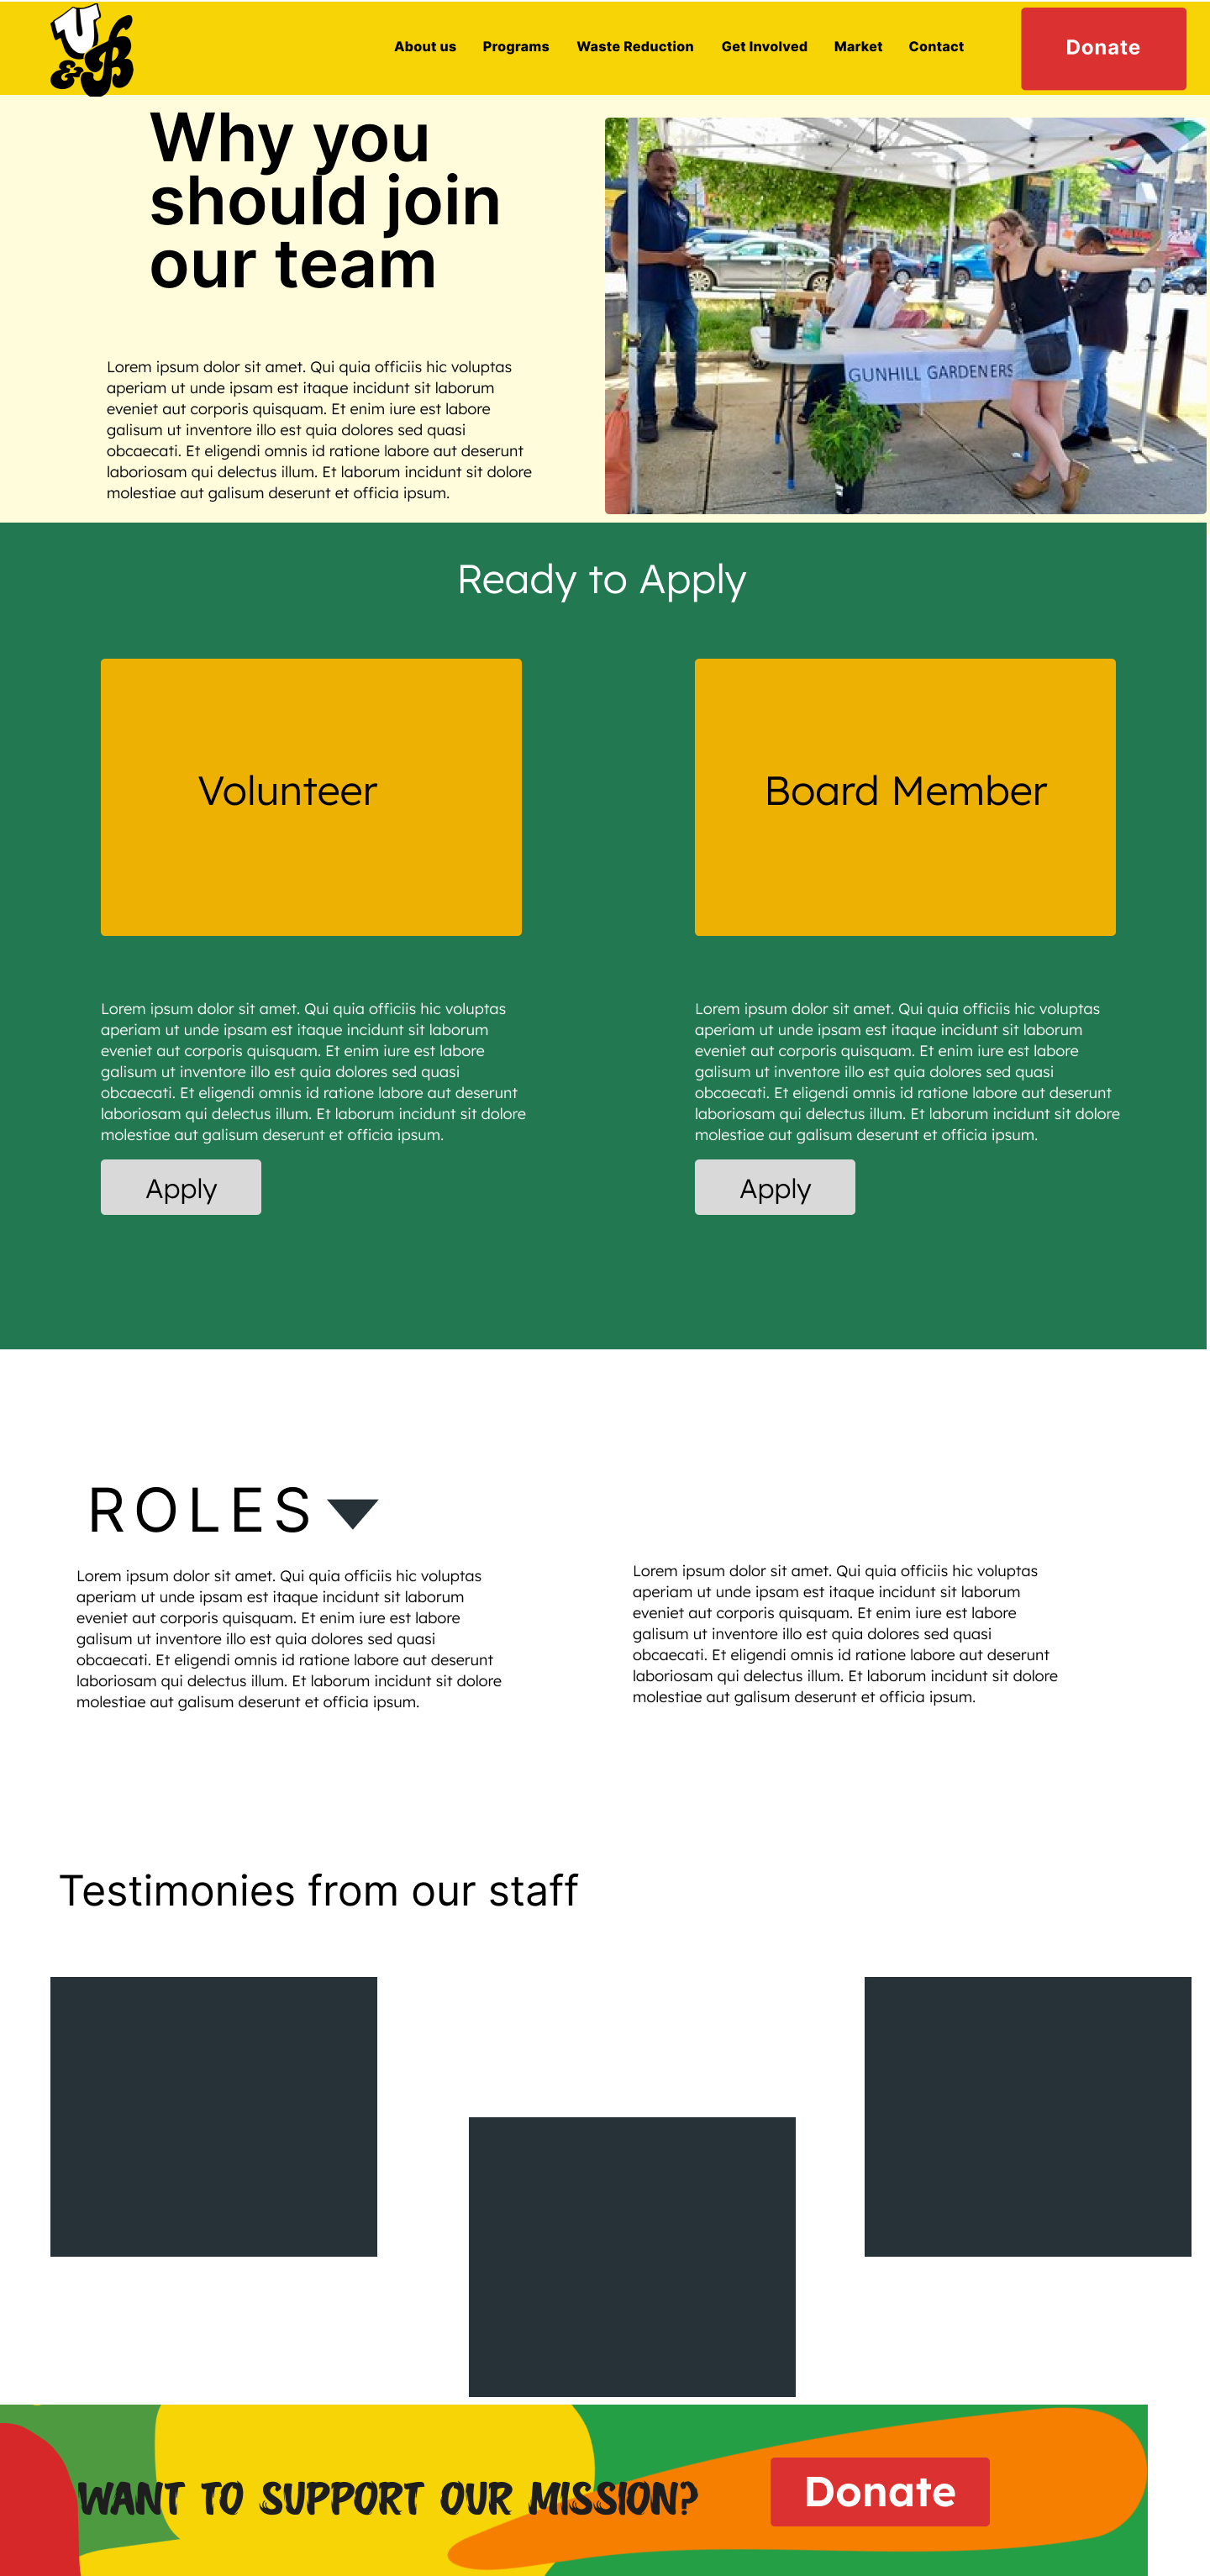 U
&B
About us Programs Waste Reduction Get Involved Market Contact Donate
Why you
should join
our team
Lorem ipsum dolor sit amet. Qui quia officiis hic voluptas
aperiam ut unde ipsam est itaque incidunt sit laborum
eveniet aut corporis quisquam. Et enim iure est labore
galisum ut inventore illo est quia dolores sed quasi
obcaecati. Et eligendi omnis id ratione labore aut deserunt
laboriosam qui delectus illum. Et laborum incidunt sit dolore
molestiae aut galisum deserunt et officia ipsum.
GUNHILL GARDENERS
Ready to Apply
Volunteer
Lorem ipsum dolor sit amet. Qui quia officiis hic voluptas
aperiam ut unde ipsam est itaque incidunt sit laborum
eveniet aut corporis quisquam. Et enim iure est labore
galisum ut inventore illo est quia dolores sed quasi
obcaecati. Et eligendi omnis id ratione labore aut deserunt
laboriosam qui delectus illum. Et laborum incidunt sit dolore
molestiae aut galisum deserunt et officia ipsum.
Apply
Board Member
Lorem ipsum dolor sit amet. Qui quia officiis hic voluptas
aperiam ut unde ipsam est itaque incidunt sit laborum
eveniet aut corporis quisquam. Et enim iure est labore
galisum ut inventore illo est quia dolores sed quasi
obcaecati. Et eligendi omnis id ratione labore aut deserunt
laboriosam qui delectus illum. Et laborum incidunt sit dolore
molestiae aut galisum deserunt et officia ipsum.
Apply
ROLES
Lorem ipsum dolor sit amet. Qui quia officiis hic voluptas
aperiam ut unde ipsam est itaque incidunt sit laborum
eveniet aut corporis quisquam. Et enim iure est labore
galisum ut inventore illo est quia dolores sed quasi
obcaecati. Et eligendi omnis id ratione labore aut deserunt
laboriosam qui delectus illum. Et laborum incidunt sit dolore
molestiae aut galisum deserunt et officia ipsum.
Lorem ipsum dolor sit amet. Qui quia officiis hic voluptas
aperiam ut unde ipsam est itaque incidunt sit laborum
eveniet aut corporis quisquam. Et enim iure est labore
galisum ut inventore illo est quia dolores sed quasi
obcaecati. Et eligendi omnis id ratione labore aut deserunt
laboriosam qui delectus illum. Et laborum incidunt sit dolore
molestiae aut galisum deserunt et officia ipsum.
Testimonies from our staff
WANT TO SUPPORT OUR MISSION?
Donate